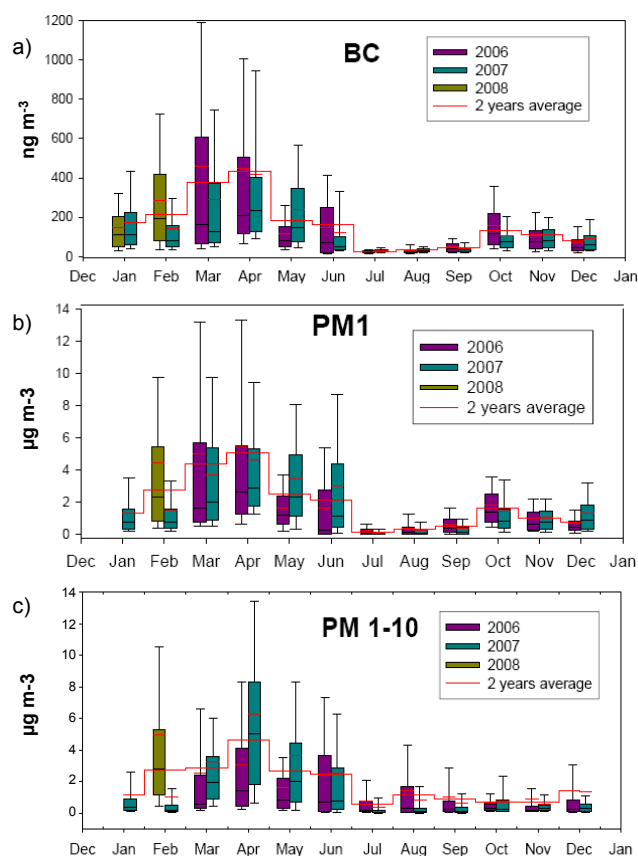 a)
BC
1200
1000
800
600
400
200
0
ng m-3
2006
2007
2008
2 years average
Dec Jan Feb Mar Apr May Jun Jul Aug Sep Oct Nov Dec Jan
b)
PM1
14
12
10
8
6
4
2
0
µg m-3
2006
2007
2008
2 years average
Dec Jan Feb Mar Apr May Jun Jul Aug Sep Oct Nov Dec Jan
c)
PM 1-10
14
12
10
8
6
4
2
0
µg m-3
2006
2007
2008
2 years average
Dec Jan Feb Mar Apr May Jun Jul Aug Sep Oct Nov Dec Jan